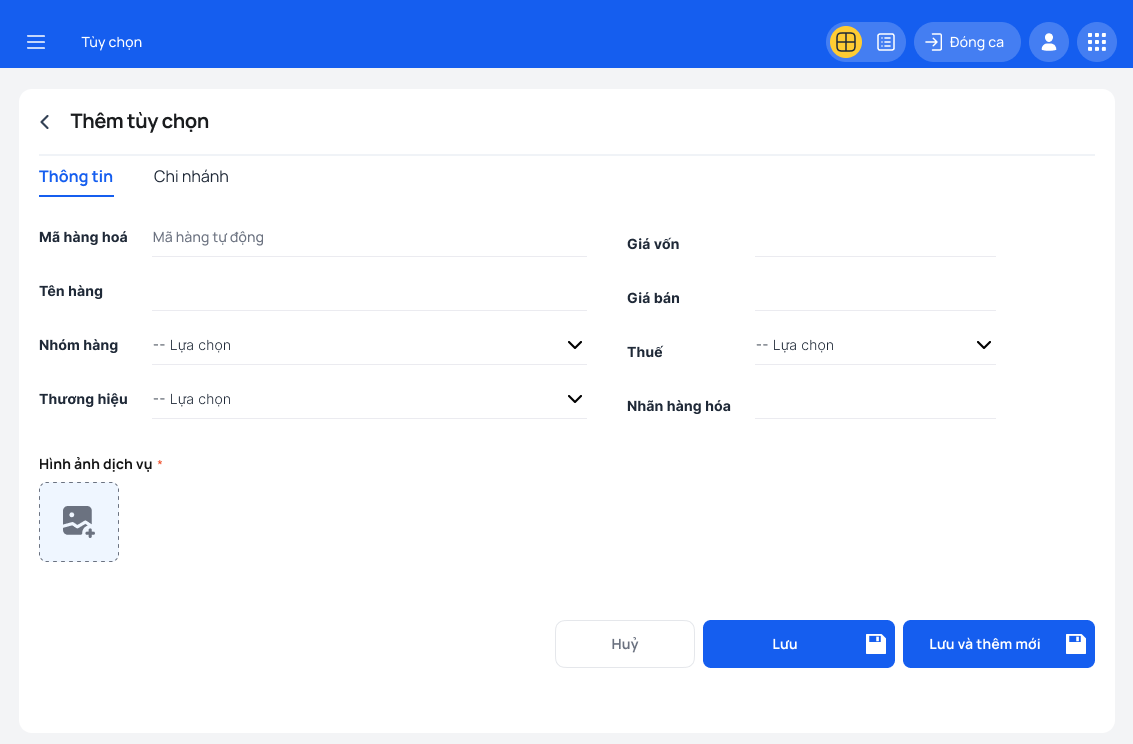 Tùy chọn
Đóng ca
Thêm tùy chọn
Thông tin
Chi nhánh
Mã hàng hoá
Mã hàng tự động
Giá vốn
Tên hàng
Giá bán
Nhóm hàng
-- Lựa chọn
Thuế
-- Lựa chọn
Thương hiệu
-- Lựa chọn
Nhãn hàng hóa
Hình ảnh dịch vụ *
Huỷ
Lưu
Lưu và thêm mới